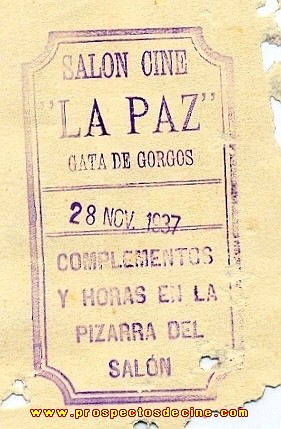 SALON CINE
"LA PAZ"
GATA DE GORGOS
28 NOV. 1937
COMPLEMENTOS
Y HORAS EN LA
PIZARRA DEL
SALÓN
www.prospectosdecine.com